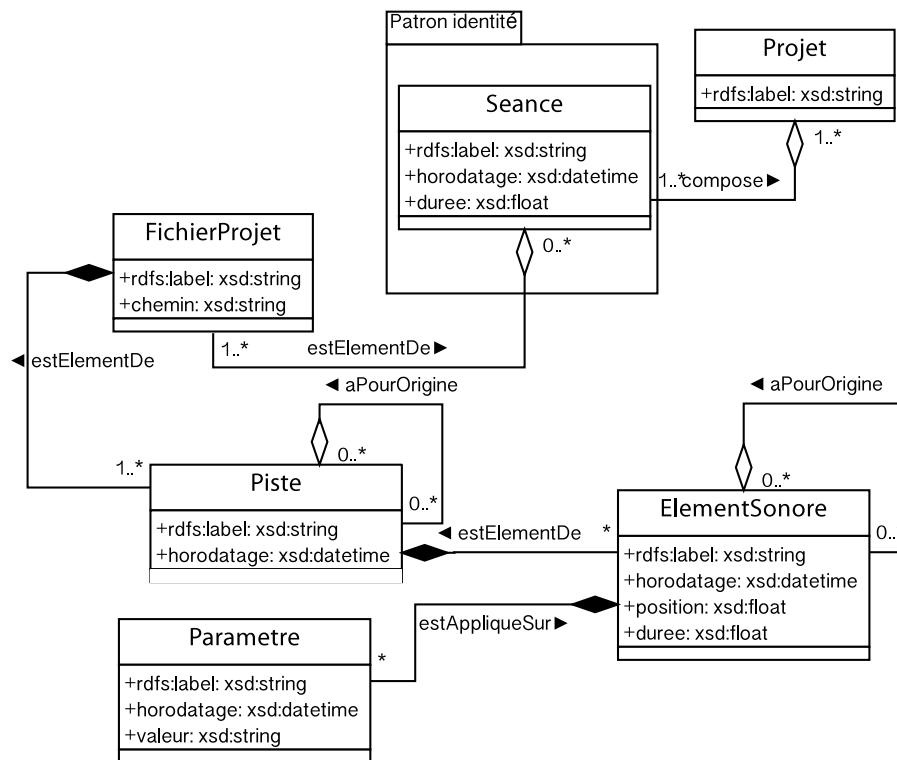 Patron identité
Projet
+rdfs:label: xsd:string
1..*
Seance
+rdfs:label: xsd:string
+horodatage: xsd:datetime
+duree: xsd:float
1..*
compose ►
0..*
FichierProjet
+rdfs:label: xsd:string
+chemin: xsd:string
1..*
estElementDe ►
◄ estElementDe
◄ aPourOrigine
◄ aPourOrigine
1..*
0..*
0..*
Piste
+rdfs:label: xsd:string
+horodatage: xsd:datetime
0..*
◄ estElementDe
*
ElementSonore
+rdfs:label: xsd:string
+horodatage: xsd:datetime
+position: xsd:float
+duree: xsd:float
estAppliqueSur ►
Parametre
+rdfs:label: xsd:string
+horodatage: xsd:datetime
+valeur: xsd:string
*